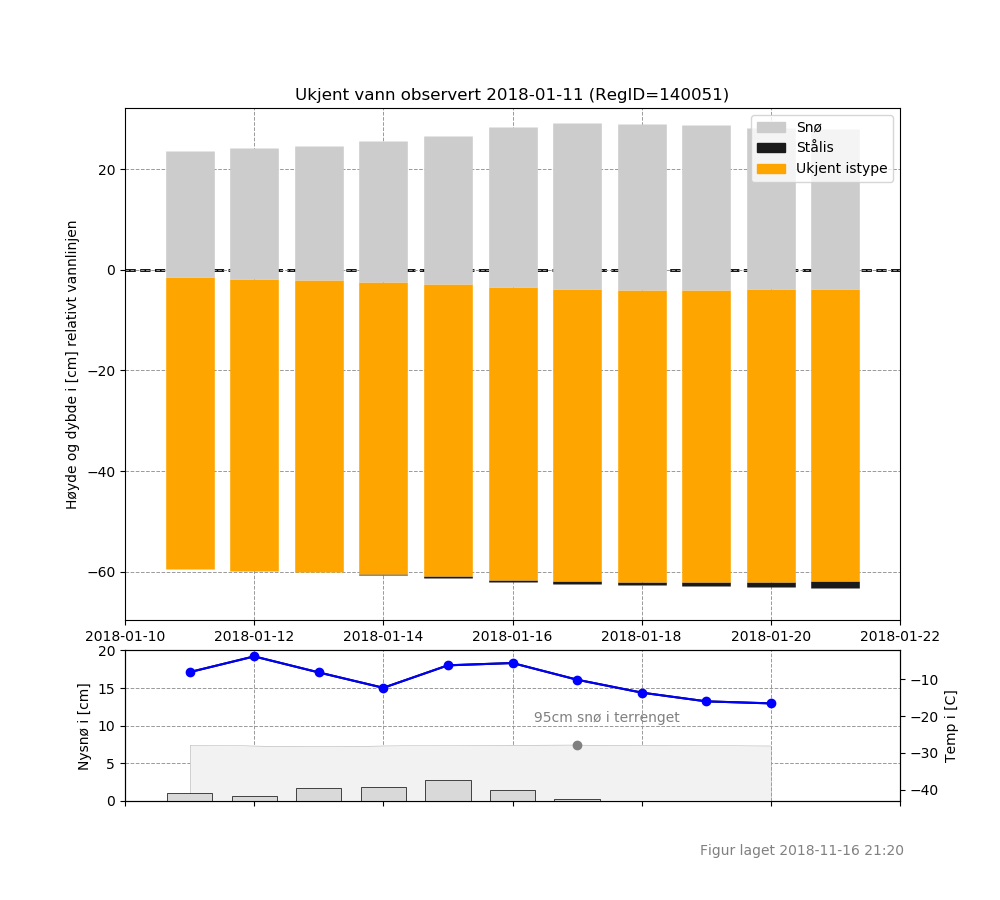 Ukjent vann observert 2018-01-11 (RegID=140051)
Snø
Stålis
Ukjent istype
Høyde og dybde i [cm] relativt vannlinjen
20
0
−20
−40
−60
2018-01-10 2018-01-12 2018-01-14 2018-01-16 2018-01-18 2018-01-20 2018-01-22
Nysnø i [cm]
20
15
10
5
0
95cm snø i terrenget
−10
−20
−30
−40
Temp i [C]
Figur laget 2018-11-16 21:20